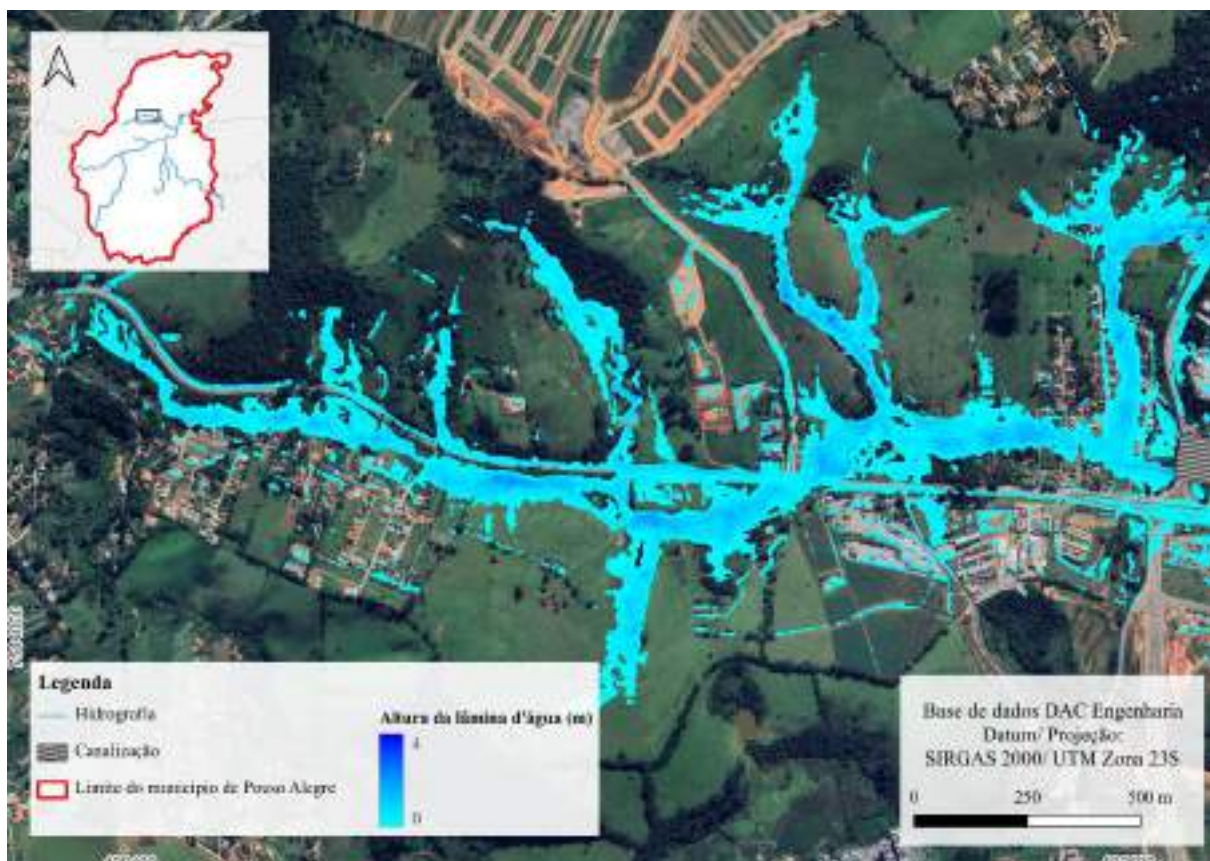 Legenda
Hidrografia
Canalização
Limite do município de Pouso Alegre
Altura da lâmina d'água (m)
4
0
Base de dados DAC Engenharia
Datum/ Projeção:
SIRGAS 2000/ UTM Zona 23S
0 250 500 m